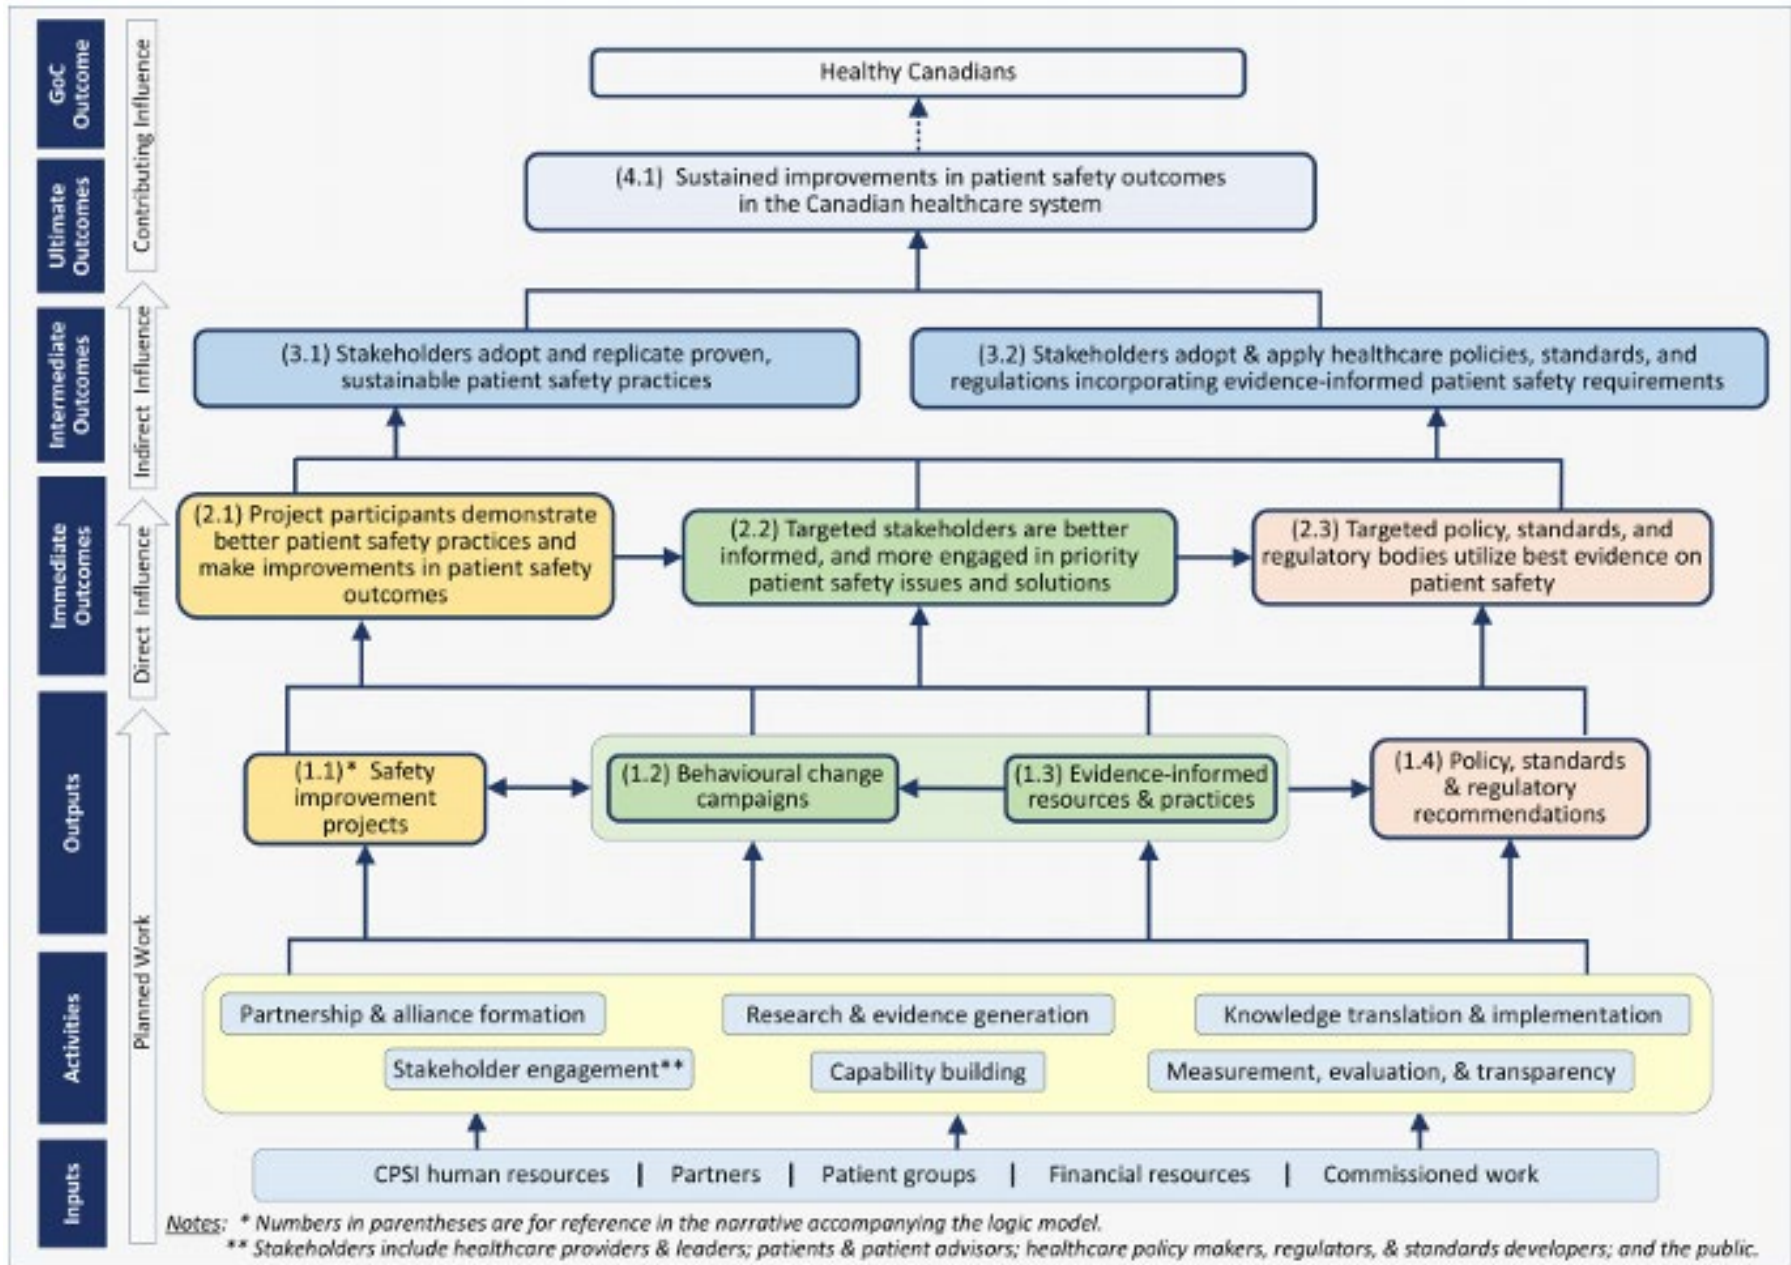 GoC
Outcome
Contributing Influence
Healthy Canadians
Ultimate
Outcomes
(4.1) Sustained improvements in patient safety outcomes
in the Canadian healthcare system
Intermediate
Outcomes
Indirect Influence
(3.1) Stakeholders adopt and replicate proven,
sustainable patient safety practices
(3.2) Stakeholders adopt & apply healthcare policies, standards, and
regulations incorporating evidence-informed patient safety requirements
Immediate
Outcomes
Direct Influence
(2.1) Project participants demonstrate
better patient safety practices and
make improvements in patient safety
outcomes
(2.2) Targeted stakeholders are better
informed, and more engaged in priority
patient safety issues and solutions
(2.3) Targeted policy, standards, and
regulatory bodies utilize best evidence on
patient safety
Outputs
Planned Work
(1.1)* Safety
improvement
projects
(1.2) Behavioural change
campaigns
(1.3) Evidence-informed
resources & practices
(1.4) Policy, standards
& regulatory
recommendations
Activities
Partnership & alliance formation
Research & evidence generation
Knowledge translation & implementation
Stakeholder engagement**
Capability building
Measurement, evaluation, & transparency
Inputs
CPSI human resources | Partners | Patient groups | Financial resources | Commissioned work
Notes: * Numbers in parentheses are for reference in the narrative accompanying the logic model.
** Stakeholders include healthcare providers & leaders; patients & patient advisors; healthcare policy makers, regulators, & standards developers; and the public.